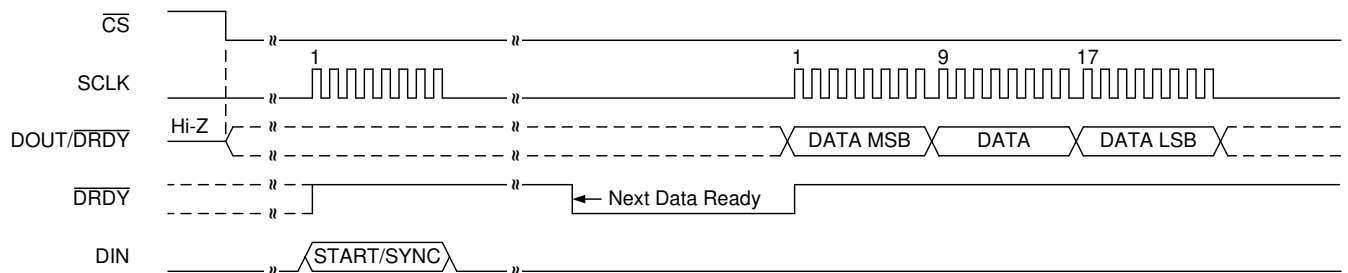 CS
1
1
9
17
SCLK
Hi-Z
DOUT/DRDY
DATA MSB
DATA
DATA LSB
DRDY
Next Data Ready
DIN
START/SYNC